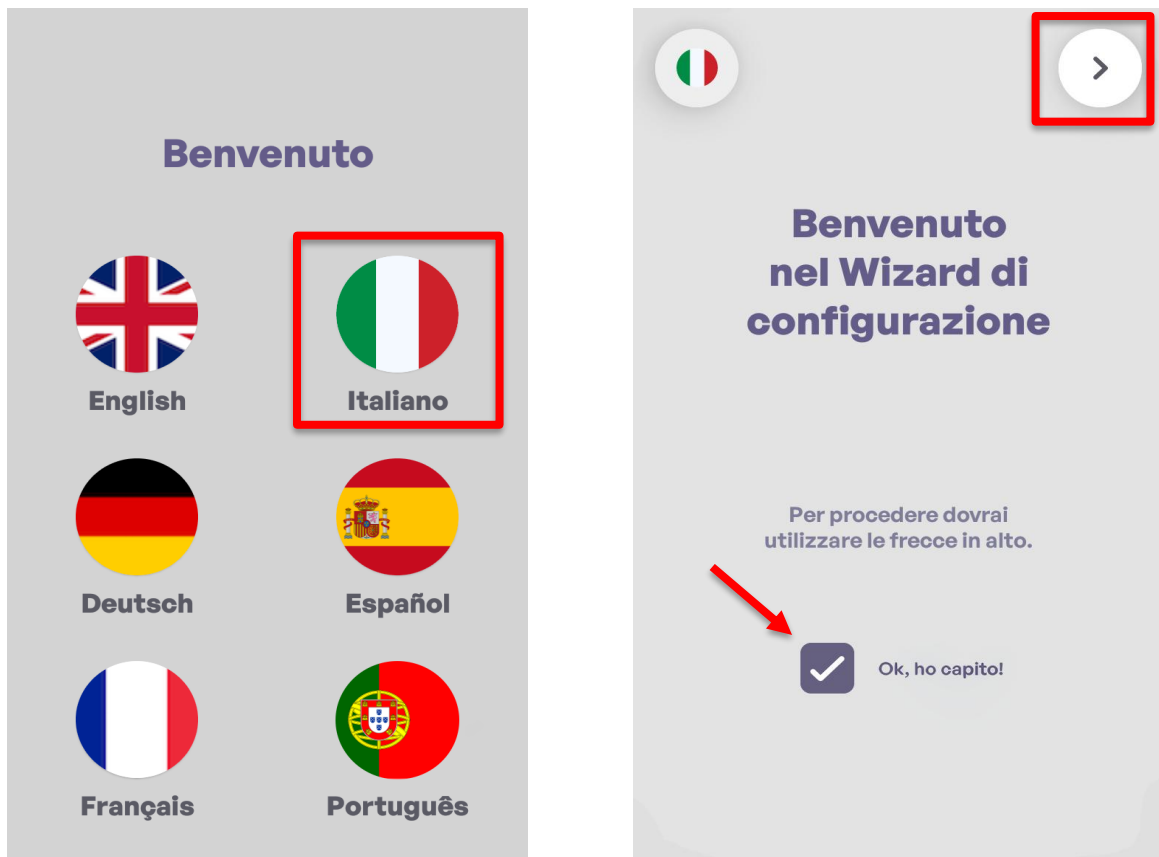 Benvenuto
English
Italiano
Deutsch
Español
Français
Português
Benvenuto
nel Wizard di
configurazione
Per procedere dovrai
utilizzare le frecce in alto.
Ok, ho capito!